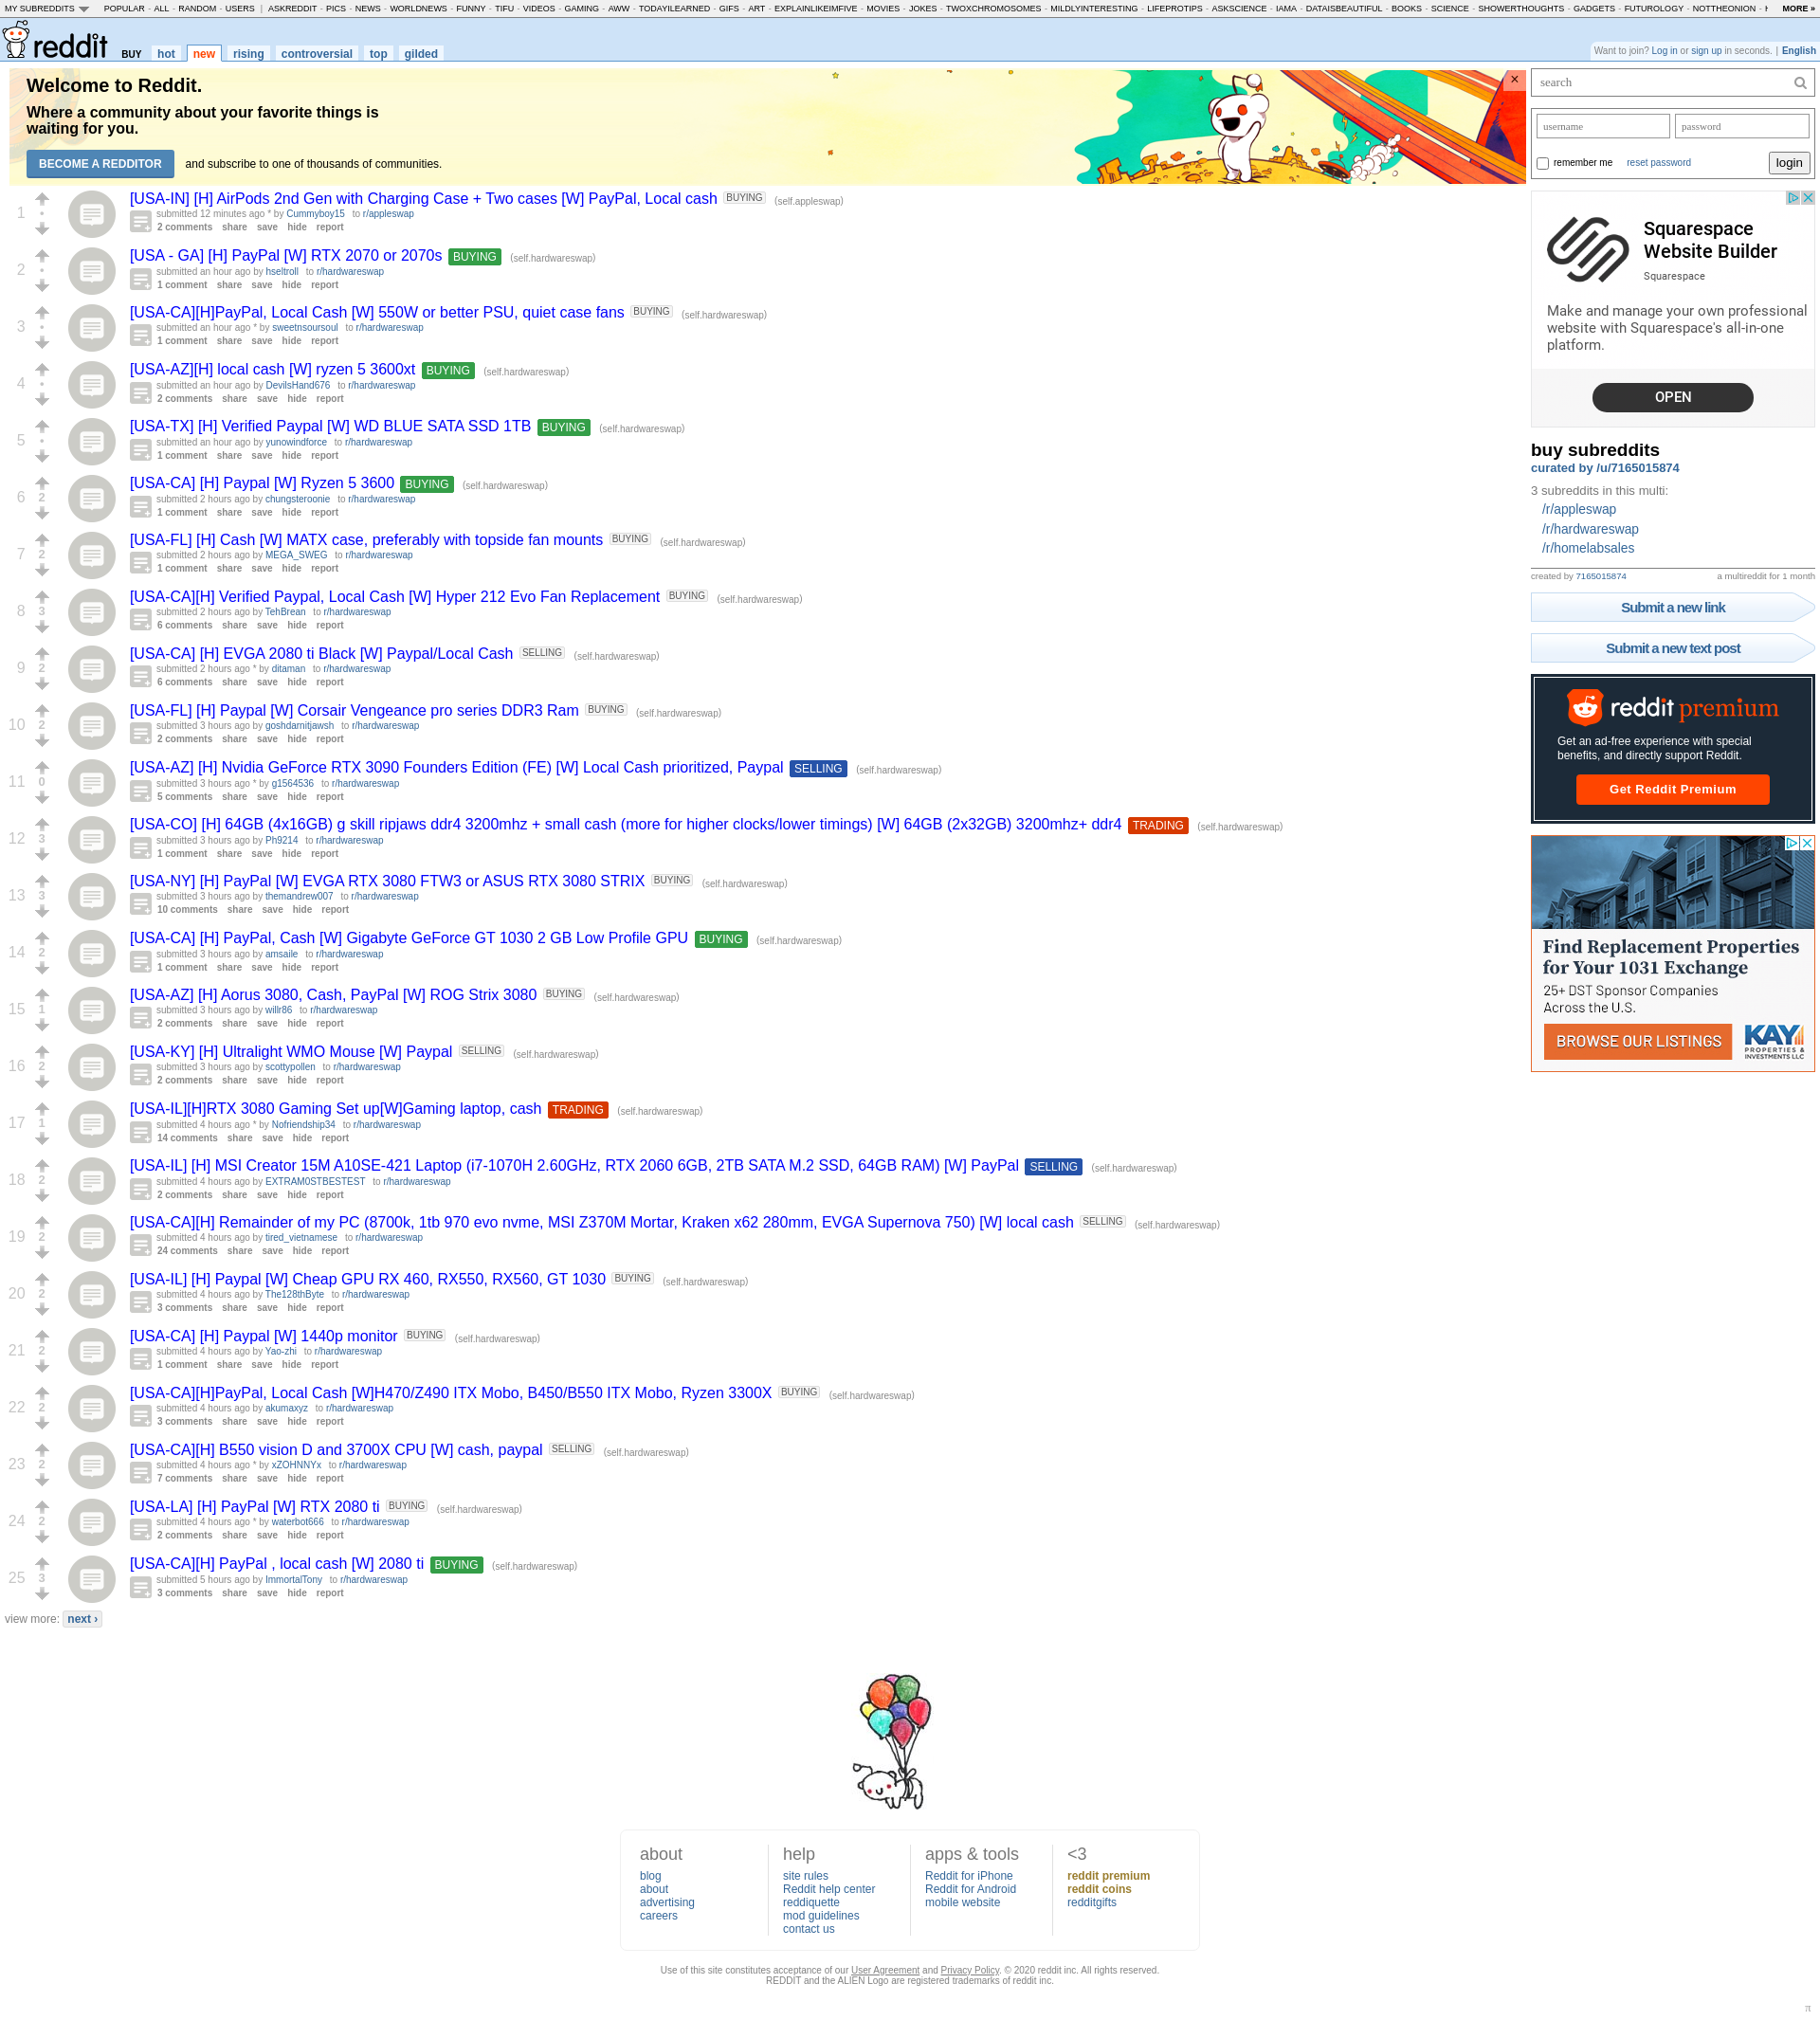 MY SUBREDDITS POPULAR - ALL - RANDOM - USERS | ASKREDDIT - PICS - NEWS - WORLDNEWS - FUNNY - TIFU - VIDEOS - GAMING - AWW - TODAYILEARNED - GIFS - ART - EXPLAINLIKEIMFIVE - MOVIES - JOKES - TWOXCHROMOSOMES - MILDLYINTERESTING - LIFEPROTIPS - ASKSCIENCE - IAMA - DATAISBEAUTIFUL - BOOKS - SCIENCE - SHOWERTHOUGHTS - GADGETS - FUTUROLOGY - NOTTHEONION - MORE »
reddit BUY hot new rising controversial top gilded
Want to join? Log in or sign up in seconds. | English
Welcome to Reddit.
Where a community about your favorite things is
waiting for you.
BECOME A REDDITOR and subscribe to one of thousands of communities.
×
1
[USA-IN] [H] AirPods 2nd Gen with Charging Case + Two cases [W] PayPal, Local cash BUYING (self.appleswap)
submitted 12 minutes ago * by Cummyboy15 to r/appleswap
2 comments share save hide report
2
[USA - GA] [H] PayPal [W] RTX 2070 or 2070s BUYING (self.hardwareswap)
submitted an hour ago by hseltroll to r/hardwareswap
1 comment share save hide report
3
[USA-CA][H]PayPal, Local Cash [W] 550W or better PSU, quiet case fans BUYING (self.hardwareswap)
submitted an hour ago * by sweetnsoursoul to r/hardwareswap
1 comment share save hide report
4
[USA-AZ][H] local cash [W] ryzen 5 3600xt BUYING (self.hardwareswap)
submitted an hour ago by DevilsHand676 to r/hardwareswap
2 comments share save hide report
5
[USA-TX] [H] Verified Paypal [W] WD BLUE SATA SSD 1TB BUYING (self.hardwareswap)
submitted an hour ago by yunowindforce to r/hardwareswap
1 comment share save hide report
6 2
[USA-CA] [H] Paypal [W] Ryzen 5 3600 BUYING (self.hardwareswap)
submitted 2 hours ago by chungsteroonie to r/hardwareswap
1 comment share save hide report
7 2
[USA-FL] [H] Cash [W] MATX case, preferably with topside fan mounts BUYING (self.hardwareswap)
submitted 2 hours ago by MEGA_SWEG to r/hardwareswap
1 comment share save hide report
8 3
[USA-CA][H] Verified Paypal, Local Cash [W] Hyper 212 Evo Fan Replacement BUYING (self.hardwareswap)
submitted 2 hours ago by TehBrean to r/hardwareswap
6 comments share save hide report
9 2
[USA-CA] [H] EVGA 2080 ti Black [W] Paypal/Local Cash SELLING (self.hardwareswap)
submitted 2 hours ago * by ditaman to r/hardwareswap
6 comments share save hide report
10 2
[USA-FL] [H] Paypal [W] Corsair Vengeance pro series DDR3 Ram BUYING (self.hardwareswap)
submitted 3 hours ago by goshdarnitjawsh to r/hardwareswap
2 comments share save hide report
11 0
[USA-AZ] [H] Nvidia GeForce RTX 3090 Founders Edition (FE) [W] Local Cash prioritized, Paypal SELLING (self.hardwareswap)
submitted 3 hours ago * by g1564536 to r/hardwareswap
5 comments share save hide report
12 3
[USA-CO] [H] 64GB (4x16GB) g skill ripjaws ddr4 3200mhz + small cash (more for higher clocks/lower timings) [W] 64GB (2x32GB) 3200mhz+ ddr4 TRADING (self.hardwareswap)
submitted 3 hours ago by Ph9214 to r/hardwareswap
1 comment share save hide report
13 3
[USA-NY] [H] PayPal [W] EVGA RTX 3080 FTW3 or ASUS RTX 3080 STRIX BUYING (self.hardwareswap)
submitted 3 hours ago by themandrew007 to r/hardwareswap
10 comments share save hide report
14 2
[USA-CA] [H] PayPal, Cash [W] Gigabyte GeForce GT 1030 2 GB Low Profile GPU BUYING (self.hardwareswap)
submitted 3 hours ago by amsaile to r/hardwareswap
1 comment share save hide report
15 1
[USA-AZ] [H] Aorus 3080, Cash, PayPal [W] ROG Strix 3080 BUYING (self.hardwareswap)
submitted 3 hours ago by willr86 to r/hardwareswap
2 comments share save hide report
16 2
[USA-KY] [H] Ultralight WMO Mouse [W] Paypal SELLING (self.hardwareswap)
submitted 3 hours ago by scottypollen to r/hardwareswap
2 comments share save hide report
17 1
[USA-IL][H]RTX 3080 Gaming Set up[W]Gaming laptop, cash TRADING (self.hardwareswap)
submitted 4 hours ago * by Nofriendship34 to r/hardwareswap
14 comments share save hide report
18 2
[USA-IL] [H] MSI Creator 15M A10SE-421 Laptop (i7-1070H 2.60GHz, RTX 2060 6GB, 2TB SATA M.2 SSD, 64GB RAM) [W] PayPal SELLING (self.hardwareswap)
submitted 4 hours ago by EXTRAM0STBESTEST to r/hardwareswap
2 comments share save hide report
19 2
[USA-CA][H] Remainder of my PC (8700k, 1tb 970 evo nvme, MSI Z370M Mortar, Kraken x62 280mm, EVGA Supernova 750) [W] local cash SELLING (self.hardwareswap)
submitted 4 hours ago by tired_vietnamese to r/hardwareswap
24 comments share save hide report
20 2
[USA-IL] [H] Paypal [W] Cheap GPU RX 460, RX550, RX560, GT 1030 BUYING (self.hardwareswap)
submitted 4 hours ago by The128thByte to r/hardwareswap
3 comments share save hide report
21 2
[USA-CA] [H] Paypal [W] 1440p monitor BUYING (self.hardwareswap)
submitted 4 hours ago by Yao-zhi to r/hardwareswap
1 comment share save hide report
22 2
[USA-CA][H]PayPal, Local Cash [W]H470/Z490 ITX Mobo, B450/B550 ITX Mobo, Ryzen 3300X BUYING (self.hardwareswap)
submitted 4 hours ago by akumaxyz to r/hardwareswap
3 comments share save hide report
23 2
[USA-CA][H] B550 vision D and 3700X CPU [W] cash, paypal SELLING (self.hardwareswap)
submitted 4 hours ago * by xZOHNNYx to r/hardwareswap
7 comments share save hide report
24 2
[USA-LA] [H] PayPal [W] RTX 2080 ti BUYING (self.hardwareswap)
submitted 4 hours ago * by waterbot666 to r/hardwareswap
2 comments share save hide report
25 3
[USA-CA][H] PayPal , local cash [W] 2080 ti BUYING (self.hardwareswap)
submitted 5 hours ago by ImmortalTony to r/hardwareswap
3 comments share save hide report
view more: next ›
search
username password
remember me reset password login
Squarespace
Website Builder
Squarespace
Make and manage your own professional
website with Squarespace's all-in-one
platform.
OPEN
buy subreddits
curated by /u/7165015874
3 subreddits in this multi:
/r/appleswap
/r/hardwareswap
/r/homelabsales
created by 7165015874 a multireddit for 1 month
Submit a new link
Submit a new text post
reddit premium
Get an ad-free experience with special
benefits, and directly support Reddit.
Get Reddit Premium
Find Replacement Properties
for Your 1031 Exchange
25+ DST Sponsor Companies
Across the U.S.
BROWSE OUR LISTINGS
KAY
PROPERTIES &
INVESTMENTS LLC
about
blog
about
advertising
careers
help
site rules
Reddit help center
reddiquette
mod guidelines
contact us
apps & tools
Reddit for iPhone
Reddit for Android
mobile website
<3
reddit premium
reddit coins
redditgifts
Use of this site constitutes acceptance of our User Agreement and Privacy Policy. © 2020 reddit inc. All rights reserved.
REDDIT and the ALIEN Logo are registered trademarks of reddit inc.
π